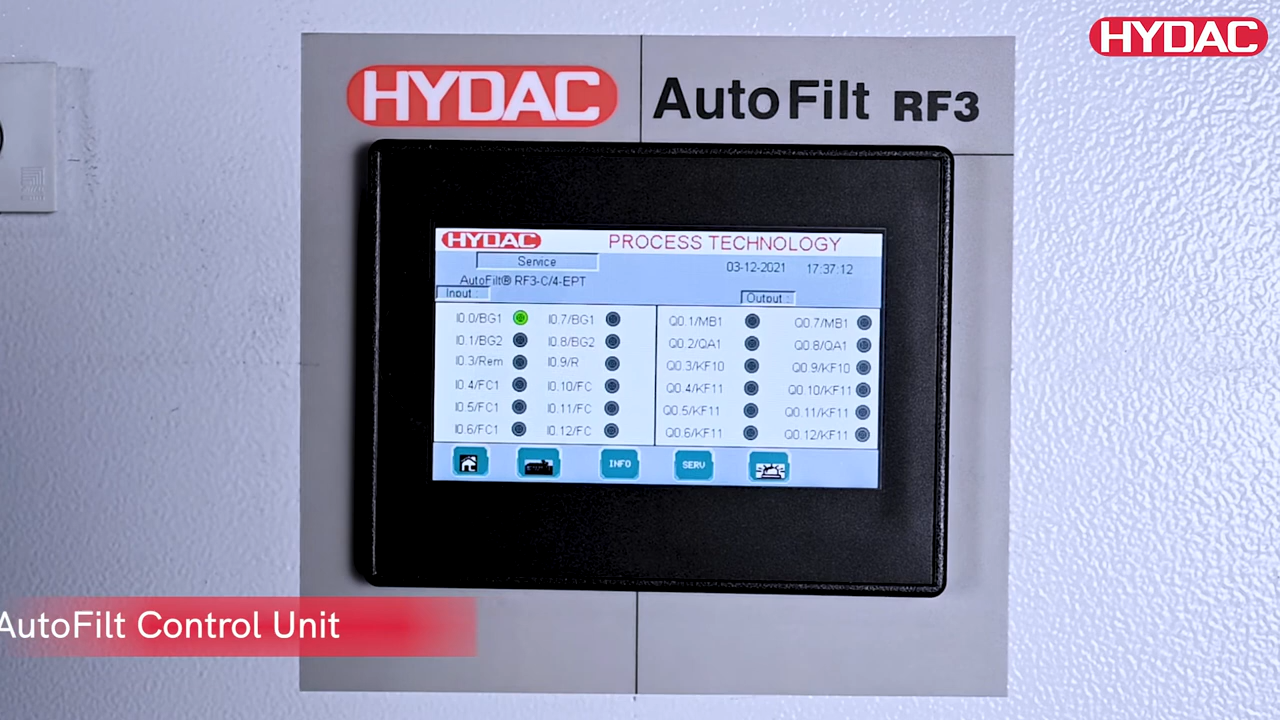 HYDAC
HYDAC AutoFilt RF3
HYDAC PROCESS TECHNOLOGY
Service
03-12-2021 17:37:12
AutoFilt® RF3-C/4-EPT
Input :
Output :
I0.0/BG1 I0.7/BG1 Q0.1/MB1 Q0.7/MB1
I0.1/BG2 I0.8/BG2 Q0.2/QA1 Q0.8/QA1
I0.3/Rem I0.9/R Q0.3/KF10 Q0.9/KF10
I0.4/FC1 I0.10/FC Q0.4/KF11 Q0.10/KF11
I0.5/FC1 I0.11/FC Q0.5/KF11 Q0.11/KF11
I0.6/FC1 I0.12/FC Q0.6/KF11 Q0.12/KF11
INFO SERV
AutoFilt Control Unit